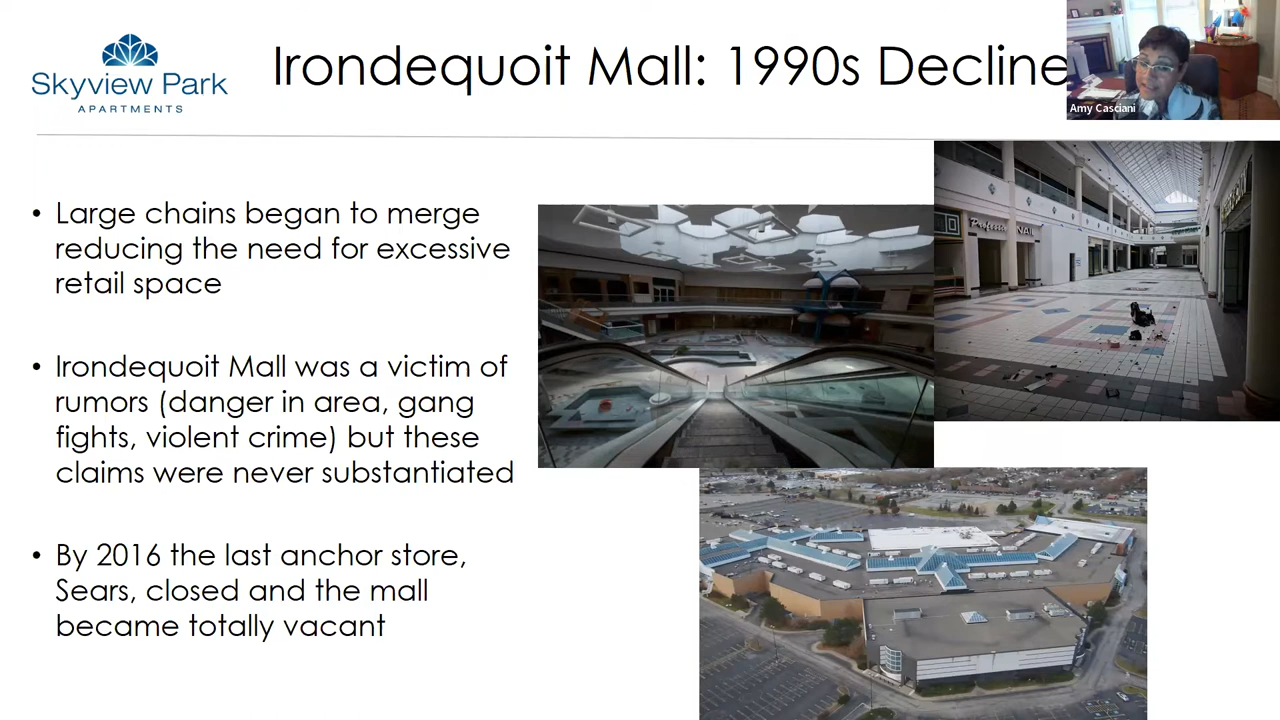 Skyview Park
APARTMENTS
Irondequoit Mall: 1990s Decline
Amy Casciani
• Large chains began to merge
reducing the need for excessive
retail space
• Irondequoit Mall was a victim of
rumors (danger in area, gang
fights, violent crime) but these
claims were never substantiated
• By 2016 the last anchor store,
Sears, closed and the mall
became totally vacant